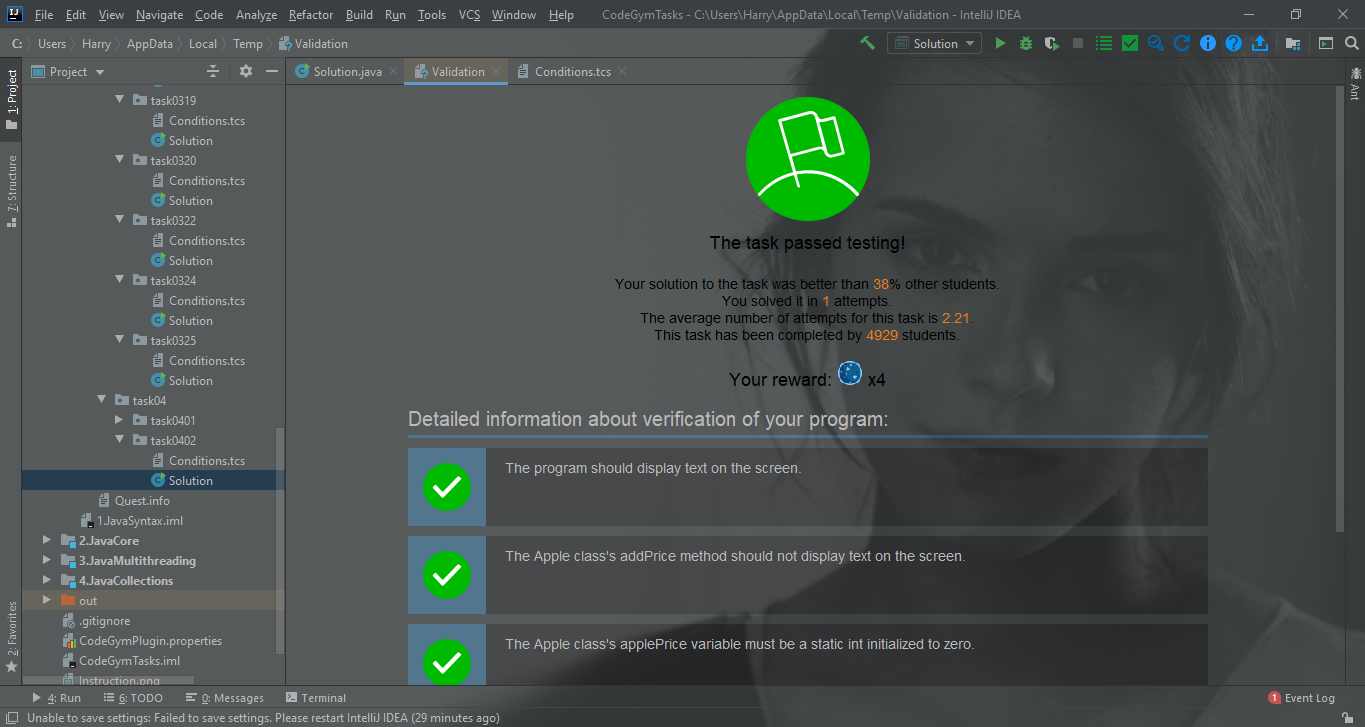 IJ File Edit View Navigate Code Analyze Refactor Build Run Tools VCS Window Help CodeGymTasks - C:\Users\Harry\AppData\Local\Temp\Validation - IntelliJ IDEA
C: Users Harry AppData Local Temp Validation Solution
Project Solution.java Validation Conditions.tcs
1: Project
7: Structure
2: Favorites
Ant
task0319
Conditions.tcs
Solution
task0320
Conditions.tcs
Solution
task0322
Conditions.tcs
Solution
task0324
Conditions.tcs
Solution
task0325
Conditions.tcs
Solution
task04
task0401
task0402
Conditions.tcs
Solution
Quest.info
1.JavaSyntax.iml
2.JavaCore
3.JavaMultithreading
4.JavaCollections
out
.gitignore
CodeGymPlugin.properties
CodeGymTasks.iml
Instruction.png
The task passed testing!
Your solution to the task was better than 38% other students.
You solved it in 1 attempts.
The average number of attempts for this task is 2.21.
This task has been completed by 4929 students.
Your reward: x4
Detailed information about verification of your program:
The program should display text on the screen.
The Apple class's addPrice method should not display text on the screen.
The Apple class's applePrice variable must be a static int initialized to zero.
4: Run 6: TODO 0: Messages Terminal 1 Event Log
Unable to save settings: Failed to save settings. Please restart IntelliJ IDEA (29 minutes ago)